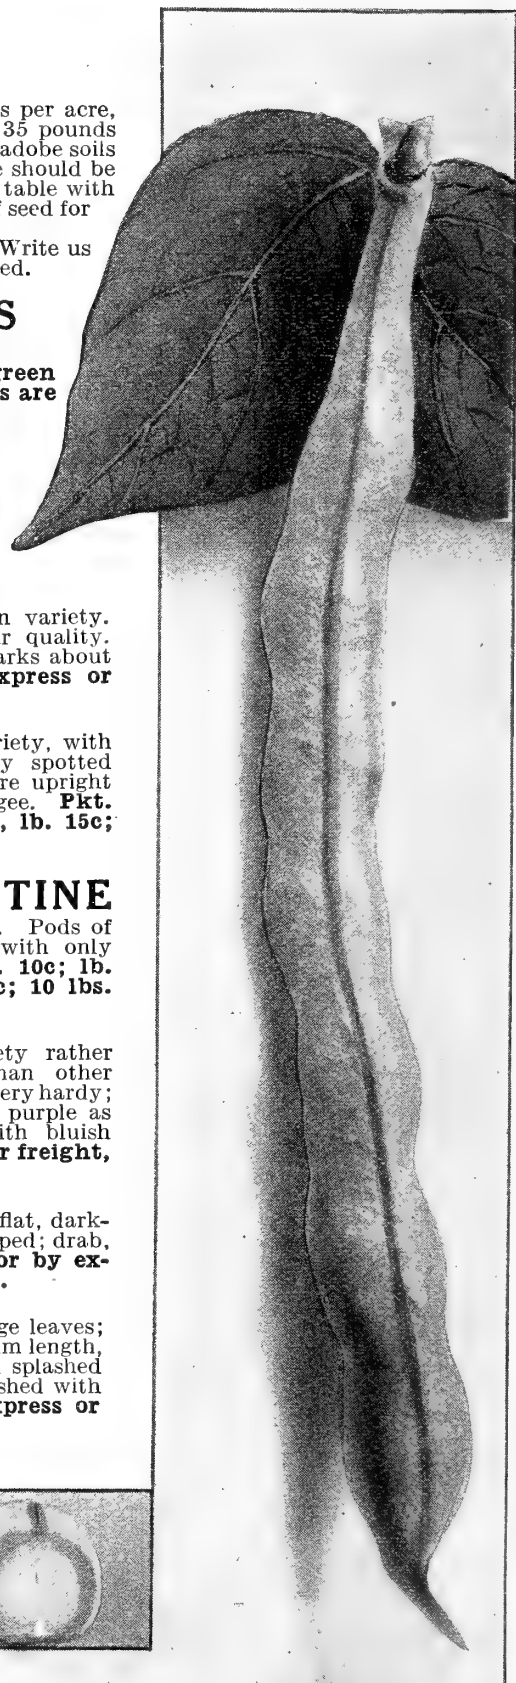 s per acre,
35 pounds
adobe soils
e should be
table with
f seed for
Write us
ed.
S
green
s are
n variety.
r quality.
arks about
xpress or
riety, with
y spotted
re upright
gee. Pkt.
, lb. 15c;
TINE
. Pods of
with only
. 10c; lb.
c; 10 lbs.
ety rather
han other
ery hardy;
purple as
ith bluish
r freight,
flat, dark-
ped; drab,
or by ex-
.
ge leaves;
m length,
splashed
shed with
xpress or